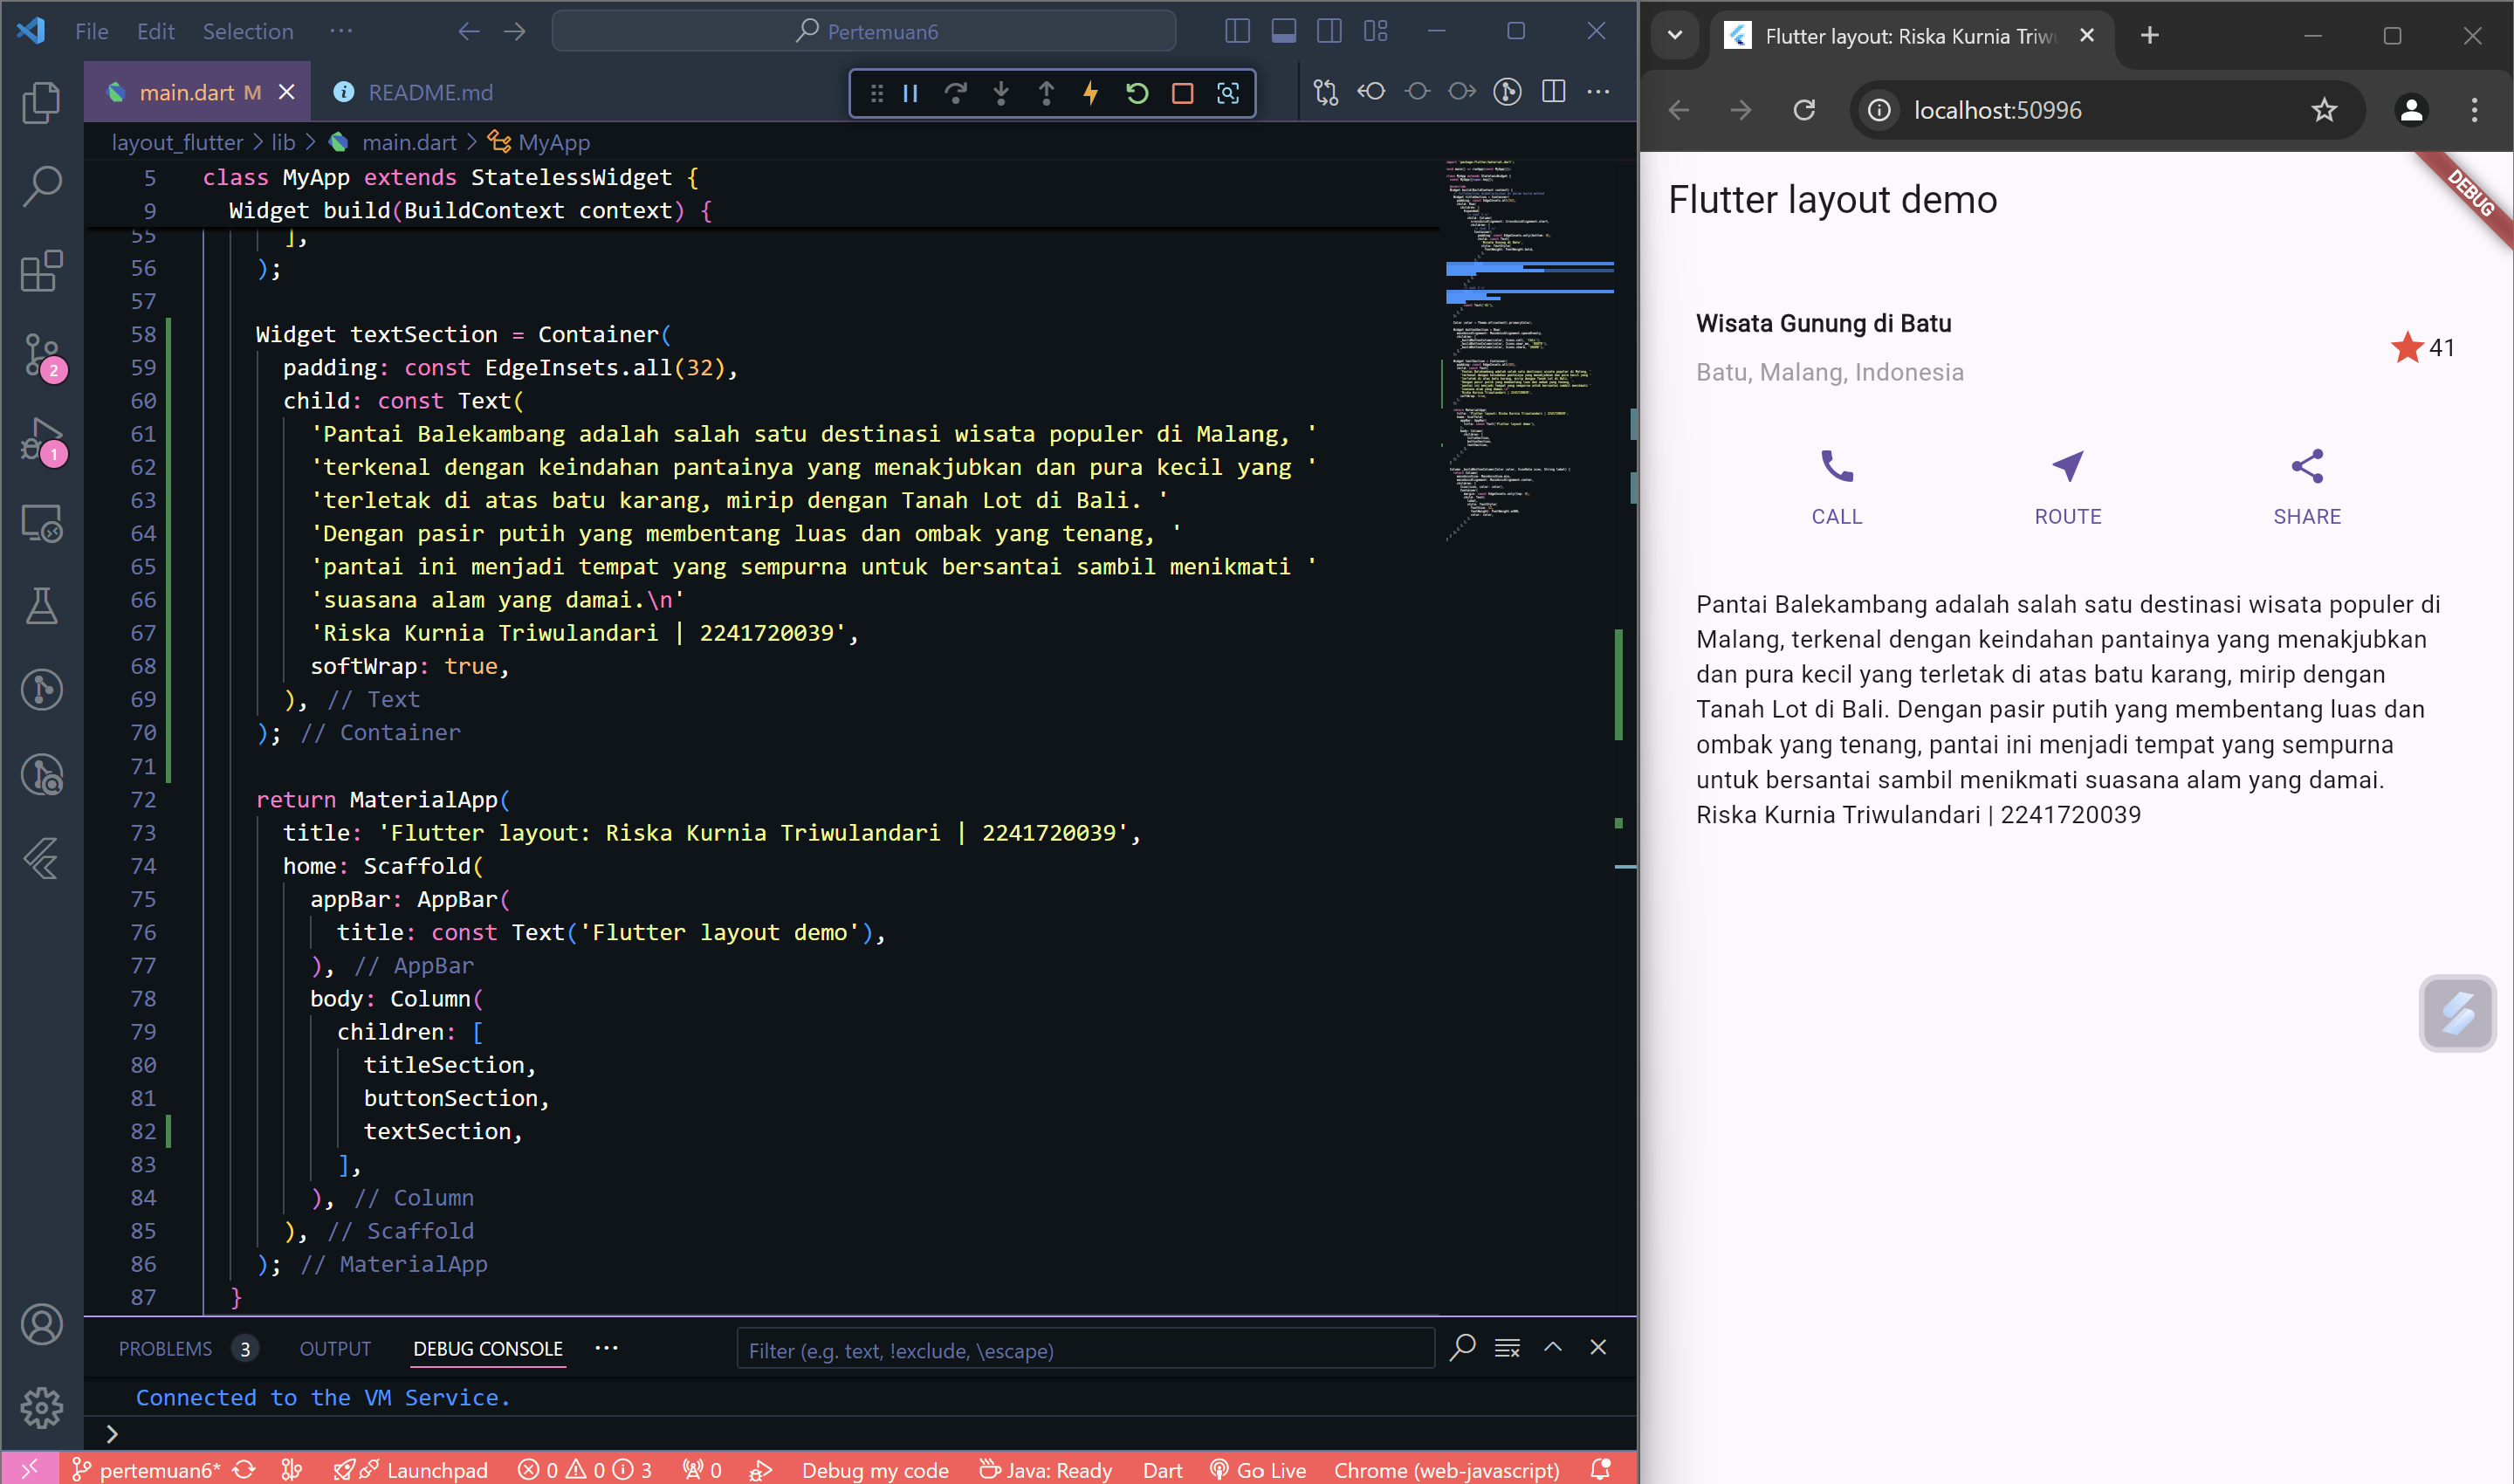 File Edit Selection ··· Pertemuan6
main.dart M README.md
layout_flutter > lib > main.dart > MyApp
5 class MyApp extends StatelessWidget {
9 Widget build(BuildContext context) {
55 ],
56 );
57
58 Widget textSection = Container(
59 padding: const EdgeInsets.all(32),
60 child: const Text(
61 'Pantai Balekambang adalah salah satu destinasi wisata populer di Malang, '
62 'terkenal dengan keindahan pantainya yang menakjubkan dan pura kecil yang '
63 'terletak di atas batu karang, mirip dengan Tanah Lot di Bali. '
64 'Dengan pasir putih yang membentang luas dan ombak yang tenang, '
65 'pantai ini menjadi tempat yang sempurna untuk bersantai sambil menikmati '
66 'suasana alam yang damai.\n'
67 'Riska Kurnia Triwulandari | 2241720039',
68 softWrap: true,
69 ), // Text
70 ); // Container
71
72 return MaterialApp(
73 title: 'Flutter layout: Riska Kurnia Triwulandari | 2241720039',
74 home: Scaffold(
75 appBar: AppBar(
76 title: const Text('Flutter layout demo'),
77 ), // AppBar
78 body: Column(
79 children: [
80 titleSection,
81 buttonSection,
82 textSection,
83 ],
84 ), // Column
85 ), // Scaffold
86 ); // MaterialApp
87 }
2
1
PROBLEMS 3 OUTPUT DEBUG CONSOLE ··· Filter (e.g. text, !exclude, \escape)
Connected to the VM Service.
>
pertemuan6* Launchpad 0 0 3 0 Debug my code Java: Ready Dart Go Live Chrome (web-javascript)
Flutter layout: Riska Kurnia Triw
localhost:50996
Flutter layout demo
DEBUG
Wisata Gunung di Batu
41
Batu, Malang, Indonesia
CALL ROUTE SHARE
Pantai Balekambang adalah salah satu destinasi wisata populer di
Malang, terkenal dengan keindahan pantainya yang menakjubkan
dan pura kecil yang terletak di atas batu karang, mirip dengan
Tanah Lot di Bali. Dengan pasir putih yang membentang luas dan
ombak yang tenang, pantai ini menjadi tempat yang sempurna
untuk bersantai sambil menikmati suasana alam yang damai.
Riska Kurnia Triwulandari | 2241720039